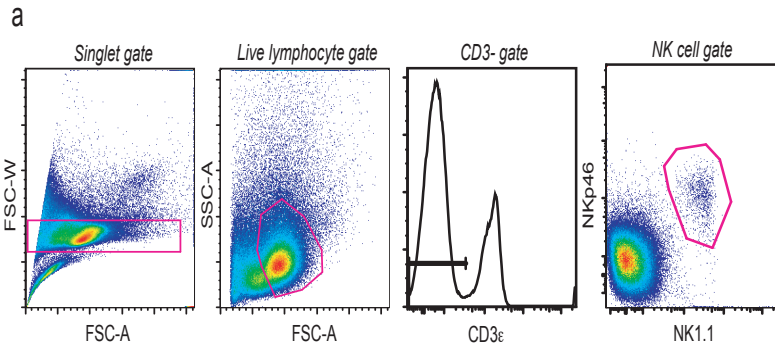 a
Singlet gate
Live lymphocyte gate
CD3- gate
NK cell gate
FSC-W
FSC-A
SSC-A
FSC-A
CD3ε
NKp46
NK1.1